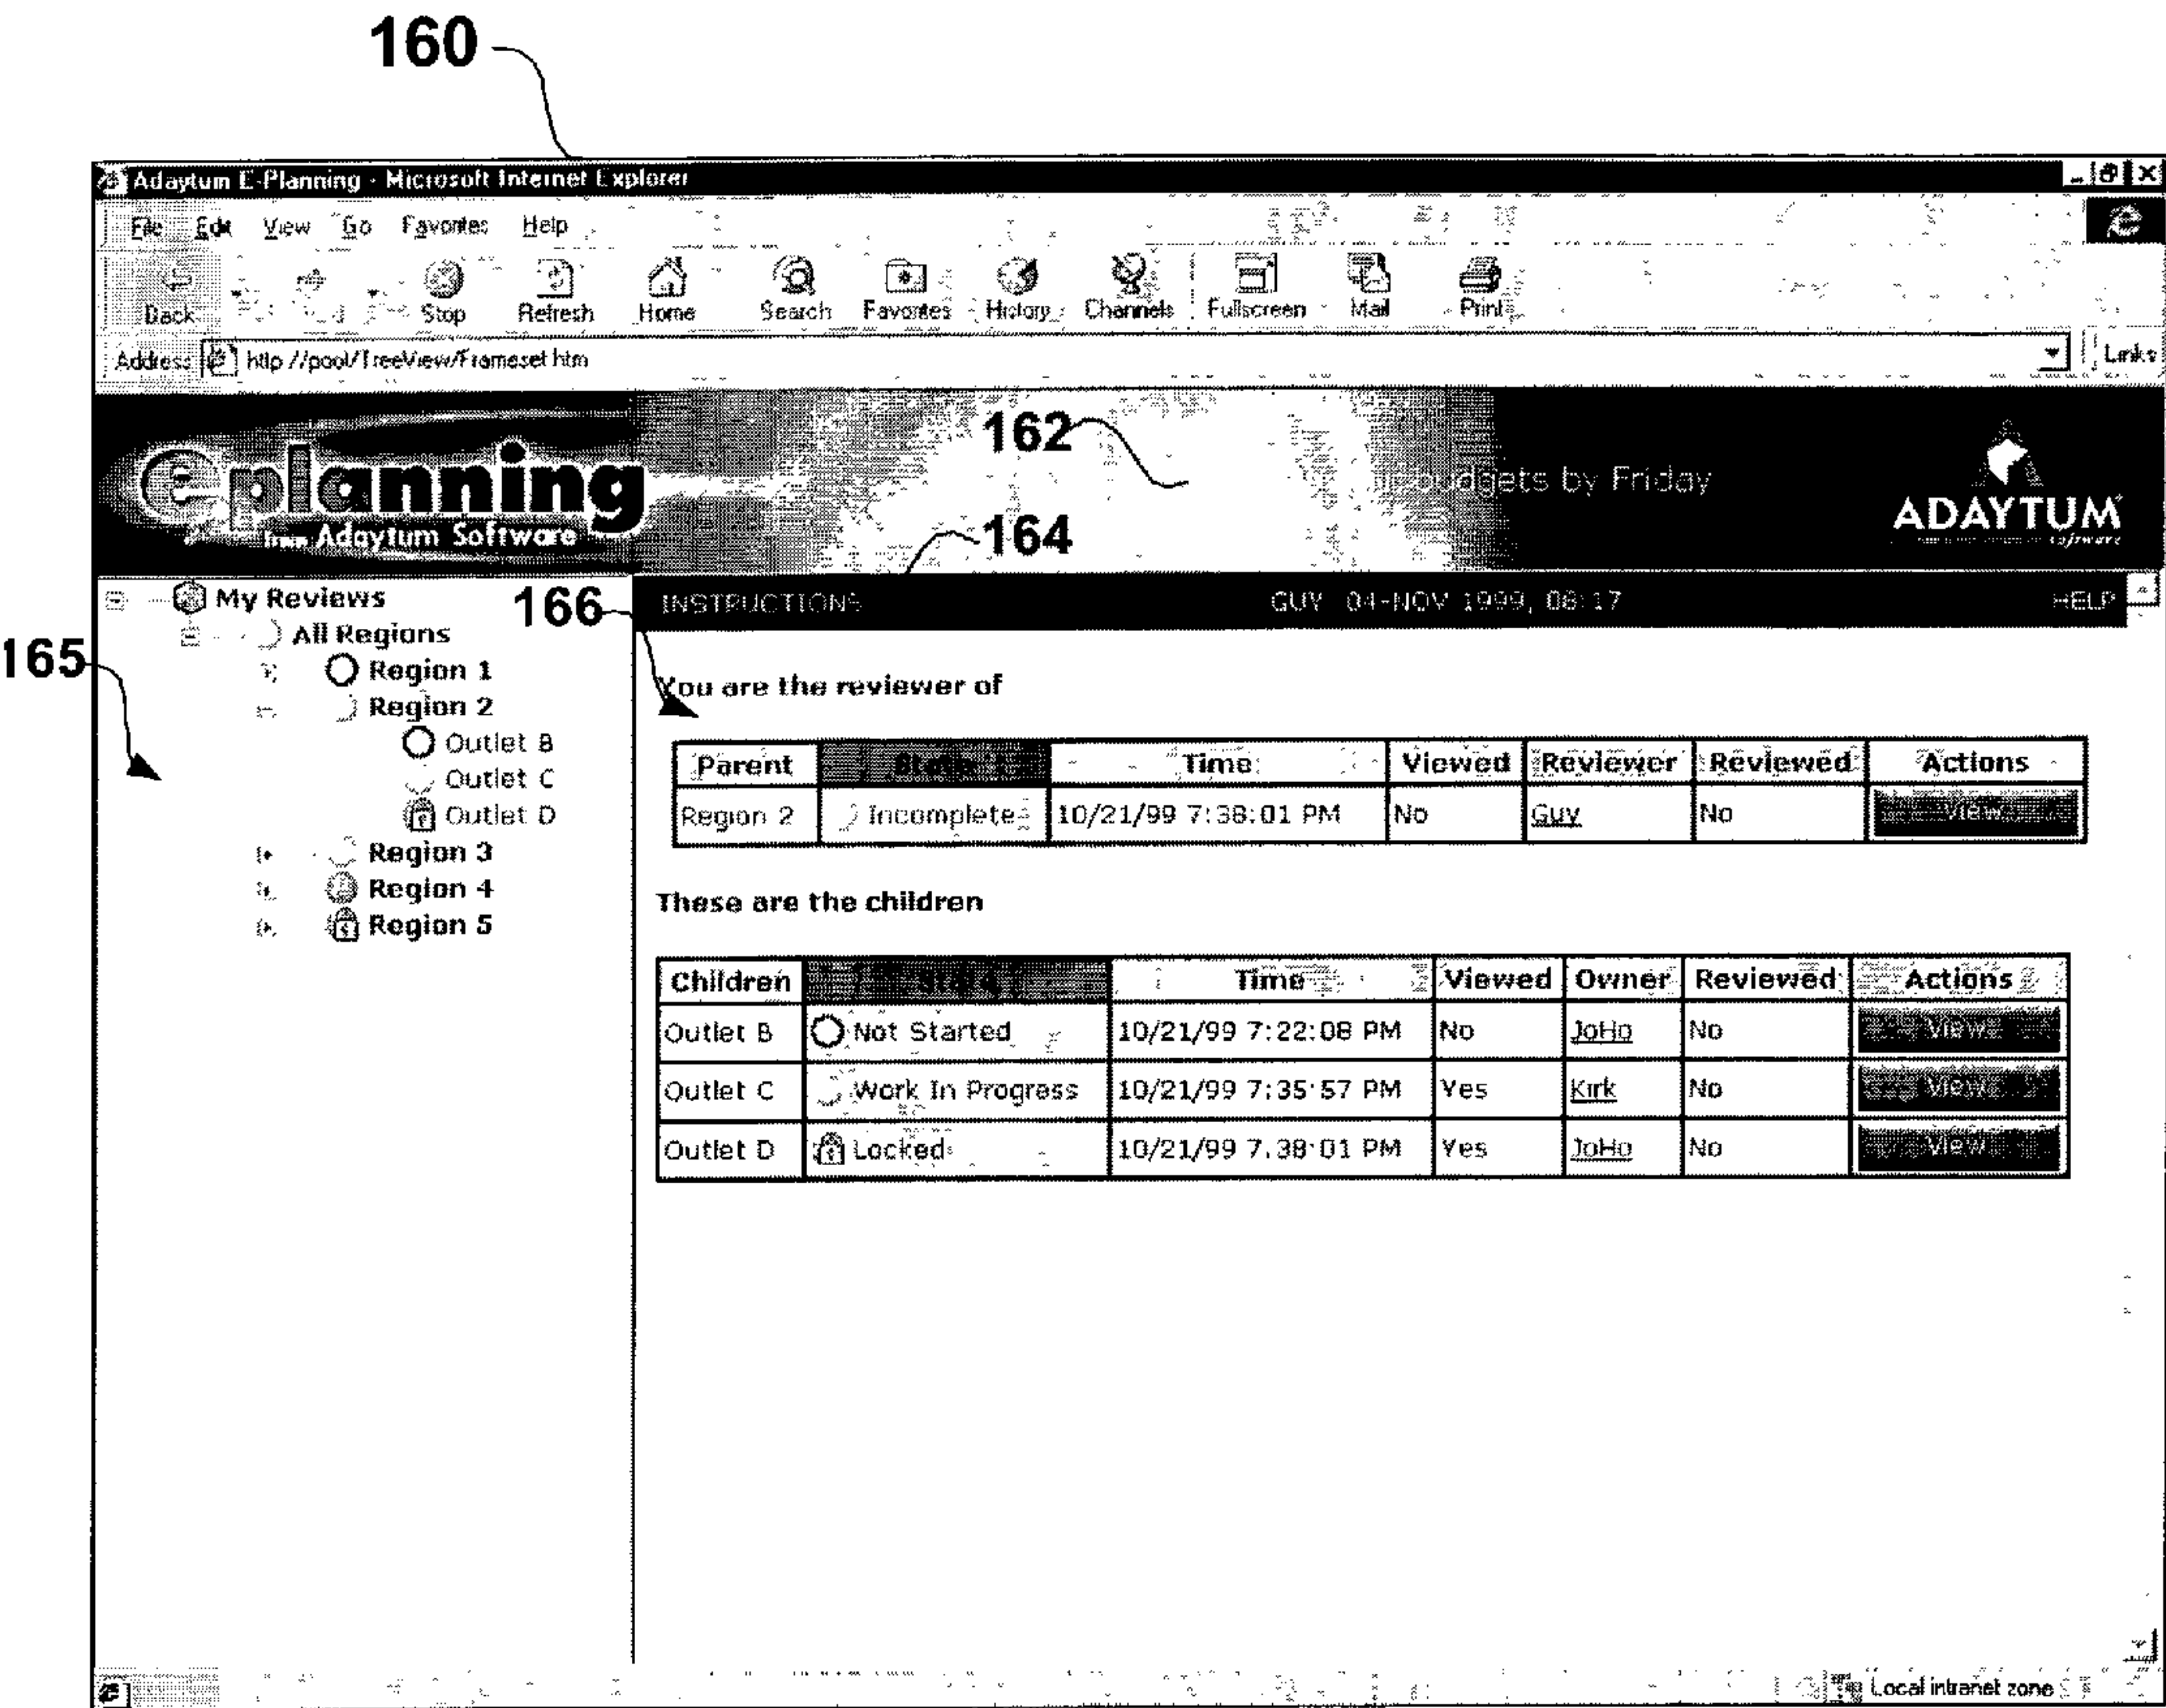 160
Adaytum E-Planning - Microsoft Internet Explorer
File Edit View Go Favorites Help
Back Stop Refresh Home Search Favorites History Channels Fullscreen Mail Print
Address http://pool/TreeView/Frameset.htm Links
162
eplanning
from Adaytum Software
budgets by Friday
ADAYTUM
software
164
My Reviews
All Regions
Region 1
Region 2
Outlet B
Outlet C
Outlet D
Region 3
Region 4
Region 5
165
166
INSTRUCTIONS GUY 04-NOV 1999, 08:17 HELP
You are the reviewer of
Parent State Time Viewed Reviewer Reviewed Actions
Region 2 Incomplete 10/21/99 7:38:01 PM No Guy No View
These are the children
Children State Time Viewed Owner Reviewed Actions
Outlet B Not Started 10/21/99 7:22:08 PM No JoHo No View
Outlet C Work In Progress 10/21/99 7:35:57 PM Yes Kirk No View
Outlet D Locked 10/21/99 7:38:01 PM Yes JoHo No View
Local intranet zone